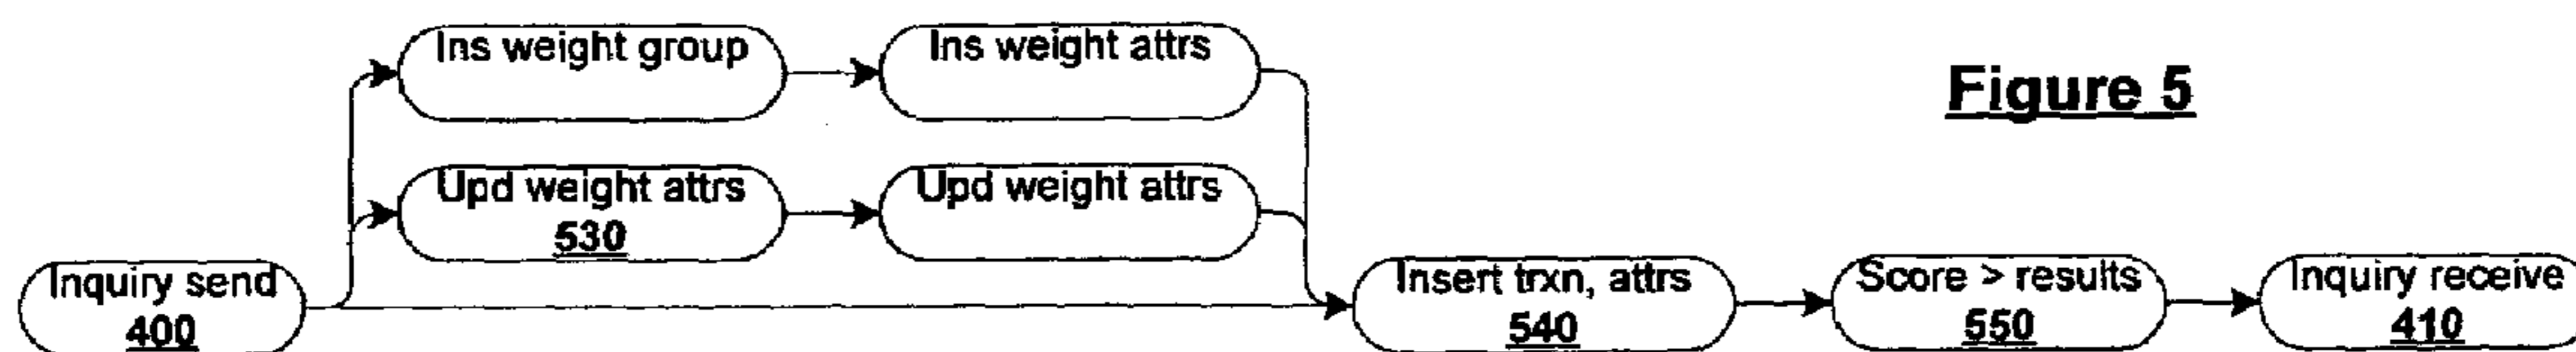 Ins weight group
Ins weight attrs
Figure 5
Upd weight attrs
530
Upd weight attrs
Inquiry send
400
Insert trxn, attrs
540
Score > results
550
Inquiry receive
410